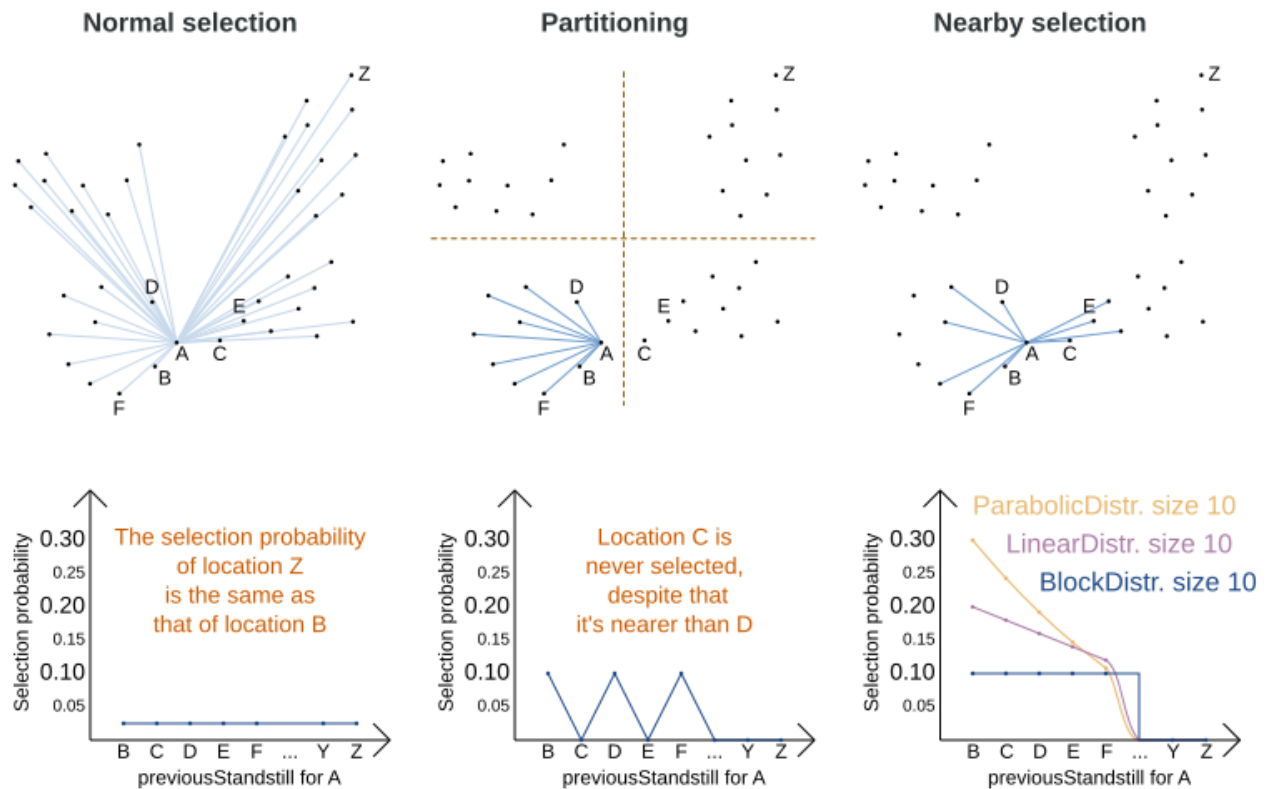 Normal selection
Partitioning
Nearby selection
Z
D
E
A
C
B
F
Z
D
E
A
C
B
F
Z
D
E
A
C
B
F
Selection probability
0.30
0.25
0.20
0.15
0.10
0.05
The selection probability
of location Z
is the same as
that of location B
B C D E F ... Y Z
previousStandstill for A
Selection probability
0.30
0.25
0.20
0.15
0.10
0.05
Location C is
never selected,
despite that
it's nearer than D
B C D E F ... Y Z
previousStandstill for A
Selection probability
0.30
0.25
0.20
0.15
0.10
0.05
ParabolicDistr. size 10
LinearDistr. size 10
BlockDistr. size 10
B C D E F ... Y Z
previousStandstill for A